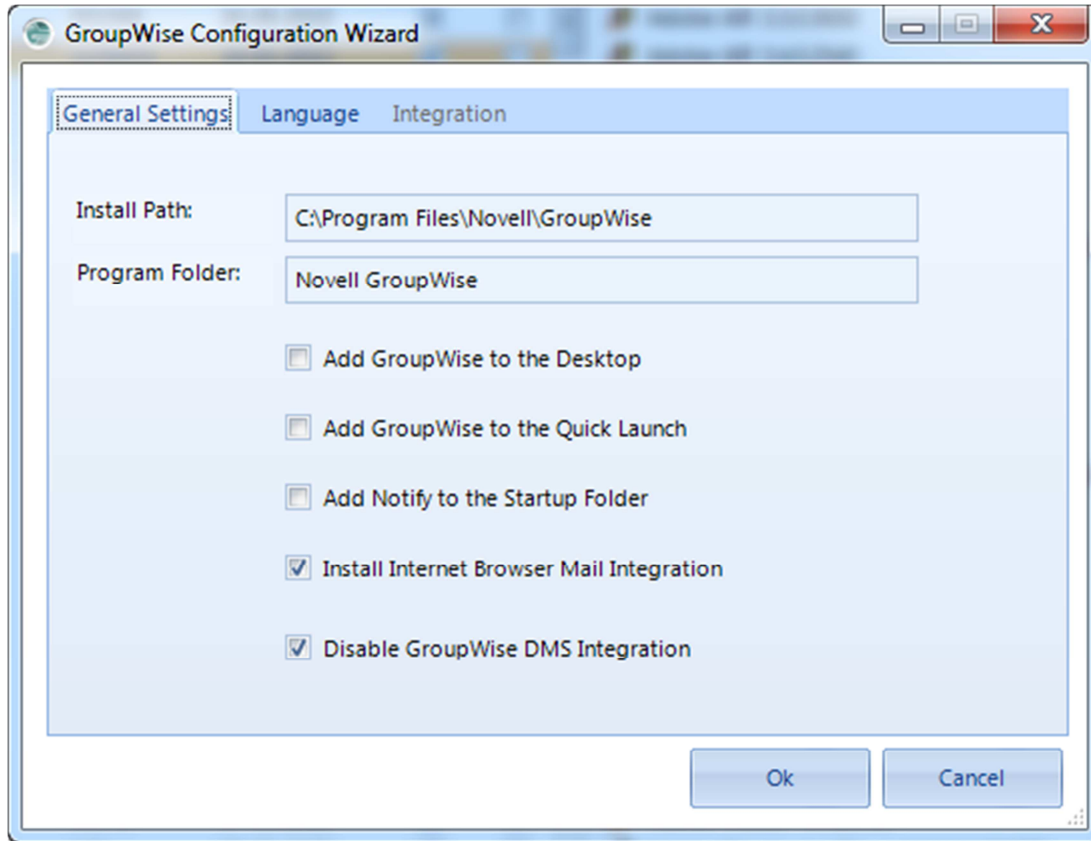 GroupWise Configuration Wizard
General Settings Language Integration
Install Path: C:\Program Files\Novell\GroupWise
Program Folder: Novell GroupWise
Add GroupWise to the Desktop
Add GroupWise to the Quick Launch
Add Notify to the Startup Folder
Install Internet Browser Mail Integration
Disable GroupWise DMS Integration
Ok Cancel